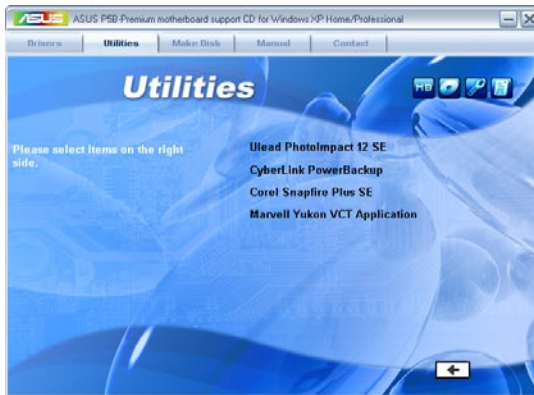 ASUS ASUS P5B-Premium motherboard support CD for Windows XP Home/Professional
Drivers Utilities Make Disk Manual Contact
Utilities
MB
Please select items on the right
side.
Ulead PhotoImpact 12 SE
CyberLink PowerBackup
Corel Snapfire Plus SE
Marvell Yukon VCT Application